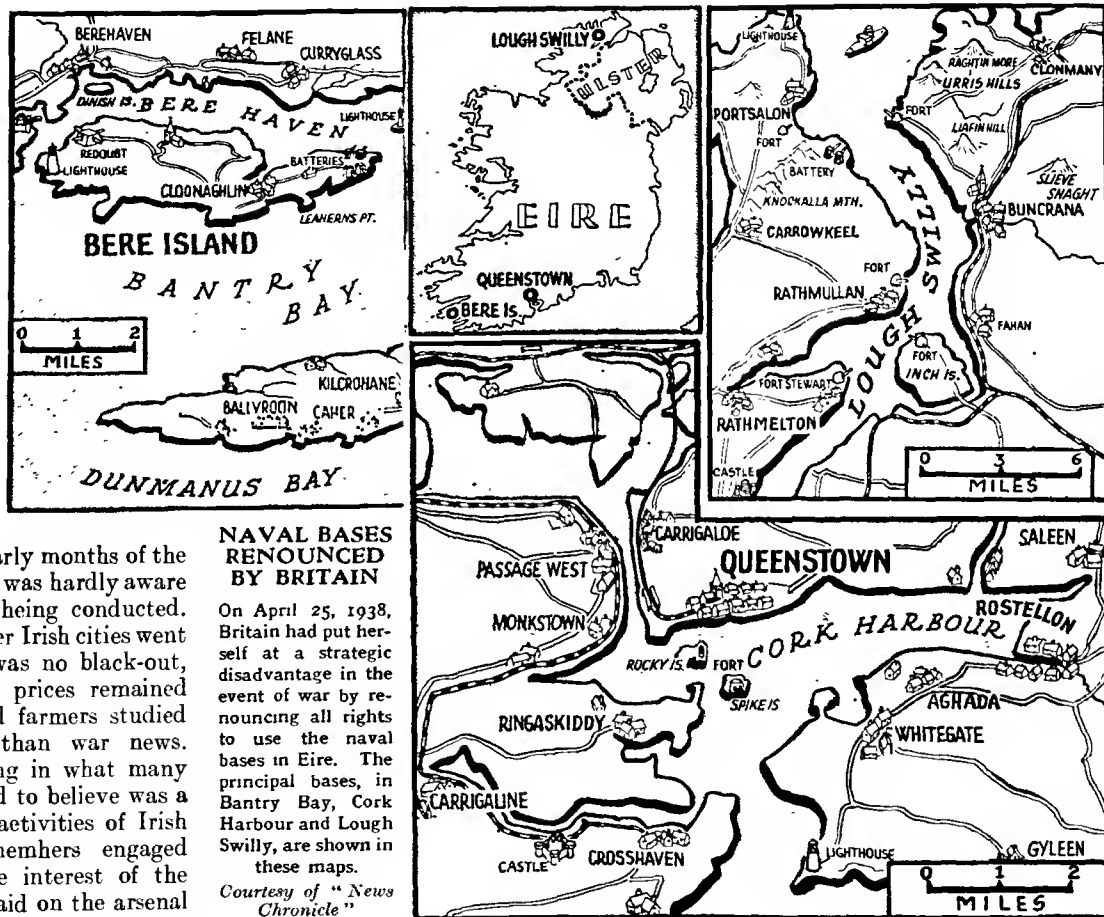 BEREHAVEN
FELANE
CURRYGLASS
DINISH IS.
BERE HAVEN
LIGHTHOUSE
REDOUBT
LIGHTHOUSE
BATTERIES
CLOONAGHLIN
LEAHERNS PT.
BERE ISLAND
BANTRY
BAY
0 1 2
MILES
KILCROHANE
BALLYROON
CAHER
DUNMANUS BAY
LOUGH SWILLY
ULSTER
EIRE
QUEENSTOWN
BERE IS.
LIGHTHOUSE
RAGHTIN MORE
CLONMANY
URRIS HILLS
FORT
LIAFIN HILL
PORTSALON
FORT
BATTERY
SLIEVE
SNAGHT
KNOCKALLA MTN.
BUNCRANA
CARROWKEEL
FORT
RATHMULLAN
LOUGH SWILLY
FAHAN
FORT
INCH IS.
FORT STEWART
RATHMELTON
CASTLE
0 3 6
MILES
CARRIGALOE
QUEENSTOWN
SALEEN
PASSAGE WEST
MONKSTOWN
ROSTELLON
CORK HARBOUR
ROCKY IS.
FORT
SPIKE IS
AGHADA
RINGASKIDDY
WHITEGATE
CARRIGALINE
CASTLE
CROSSHAVEN
LIGHTHOUSE
GYLEEN
0 1 2
MILES
arly months of the
was hardly aware
heing conducted.
er Irish cities went
was no black-out,
prices remained
l farmers studied
than war news.
ng in what many
d to believe was a
activities of Irish
memhers engaged
e interest of the
aid on the arsenal
NAVAL BASES
RENOUNCED
BY BRITAIN
On April 25, 1938,
Britain had put her-
self at a strategic
disadvantage in the
event of war by re-
nouncing all rights
to use the naval
bases in Eire. The
principal bases, in
Bantry Bay, Cork
Harbour and Lough
Swilly, are shown in
these maps.
Courtesy of "News
Chronicle"